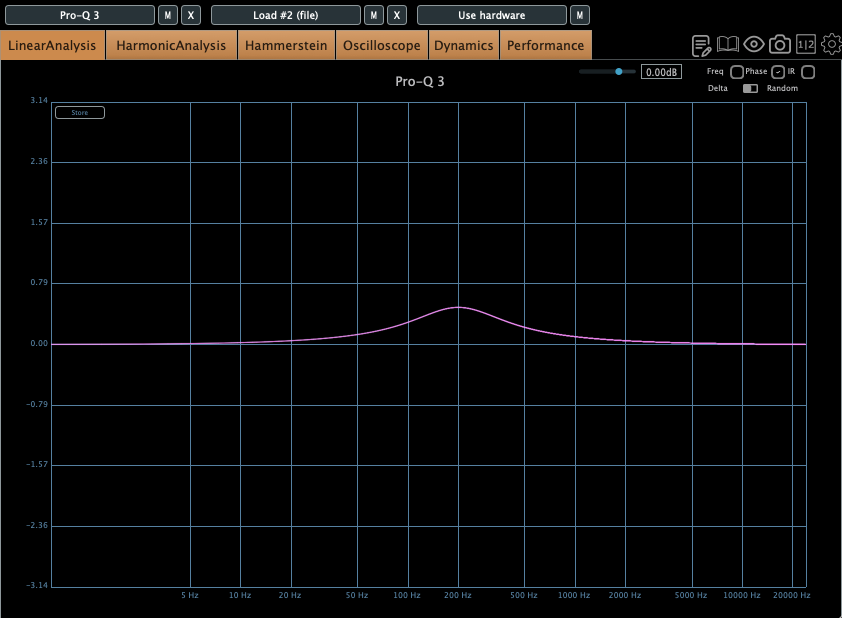 Pro-Q 3 M X Load #2 (file) M X Use hardware M
LinearAnalysis HarmonicAnalysis Hammerstein Oscilloscope Dynamics Performance 1|2
0.00dB Freq Phase IR
Pro-Q 3
Delta Random
3.14
Store
2.36
1.57
0.79
0.00
-0.79
-1.57
-2.36
-3.14
5 Hz 10 Hz 20 Hz 50 Hz 100 Hz 200 Hz 500 Hz 1000 Hz 2000 Hz 5000 Hz 10000 Hz 20000 Hz